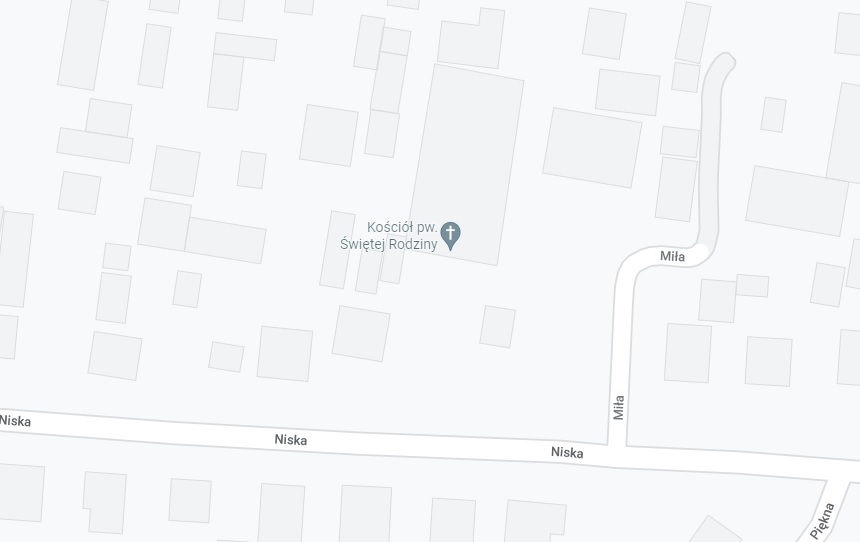 Kościół pw.
Świętej Rodziny
Miła
Miła
Niska
Niska
Niska
Piękna